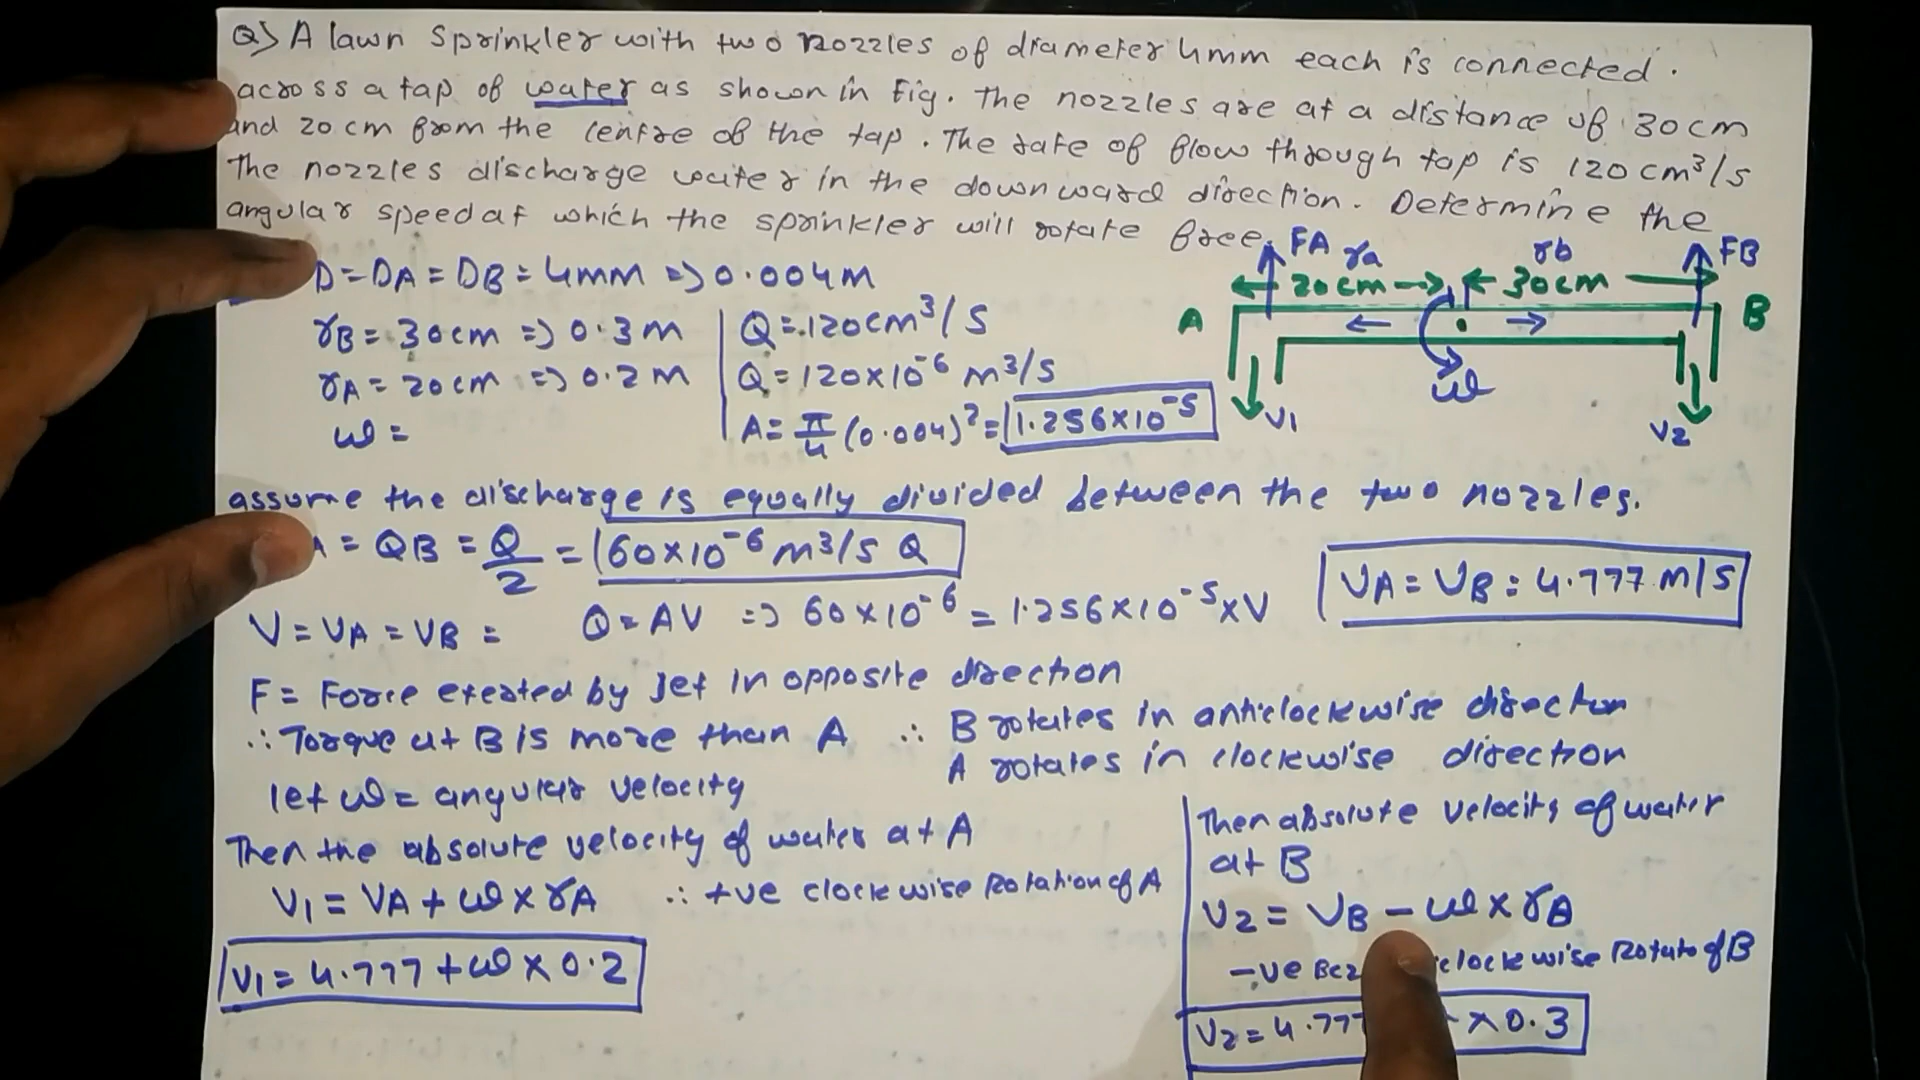 Q) A lawn sprinkler with two nozzles of diameter 4mm each is connected.
across a tap of water as shown in Fig. The nozzles are at a distance of 30cm
and 20 cm from the centre of the tap. The rate of flow through tap is 120cm³/s
The nozzles discharge water in the downward direction. Determine the
angular speed at which the sprinkler will rotate free.
D=DA=DB=4mm => 0.004M
rB=30cm => 0.3m
rA=20cm => 0.2m
ω=
Q=120cm³/s
Q=120×10⁻⁶ m³/s
A=π/4 (0.004)²=1.256×10⁻⁵
FA ra rb FB
20cm 30cm
A B
ω
V1 V2
assume the discharge is equally divided between the two nozzles.
= QB = Q/2 = 60×10⁻⁶ m³/s Q
V=VA=VB= Q=AV => 60×10⁻⁶ = 1.256×10⁻⁵×V
VA=VB=4.777 m/s
F= Force exerted by Jet in opposite direction
∴ Torque at B is more than A ∴ B rotates in anticlockwise direction
A rotates in clockwise direction
let ω= angular velocity
Then the absolute velocity of water at A
V1 = VA + ω × rA ∴ +ve clockwise Rotation of A
V1 = 4.777 + ω × 0.2
Then absolute velocity of water
at B
V2 = VB - ω × rB
-ve Bcz clockwise Rotate of B
V2 = 4.777 × 0.3